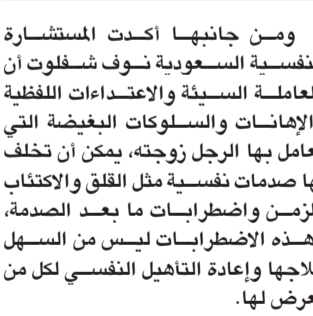 ومن جانبها أكدت المستشارة
نفسية السعودية نوف شفلوت أن
لعاملة السيئة والاعتداءات اللفظية
الإهانات والسلوكات البغيضة التي
عامل بها الرجل زوجته، يمكن أن تخلف
ها صدمات نفسية مثل القلق والاكتئاب
لزمن واضطرابات ما بعد الصدمة،
هذه الاضطرابات ليس من السهل
لاجها وإعادة التأهيل النفسي لكل من
عرض لها.